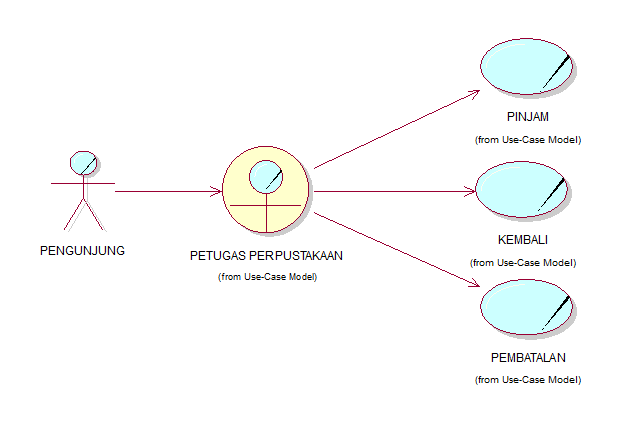 PINJAM
(from Use-Case Model)
PENGUNJUNG
PETUGAS PERPUSTAKAAN
(from Use-Case Model)
KEMBALI
(from Use-Case Model)
PEMBATALAN
(from Use-Case Model)